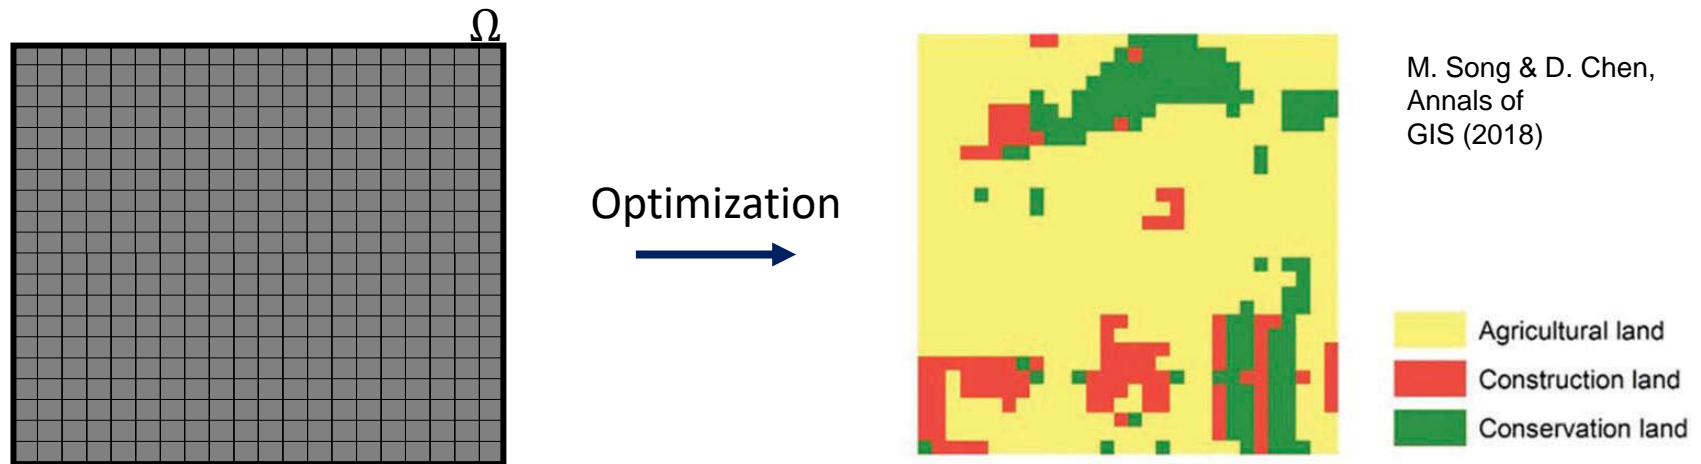 Ω
Optimization
M. Song & D. Chen,
Annals of
GIS (2018)
Agricultural land
Construction land
Conservation land